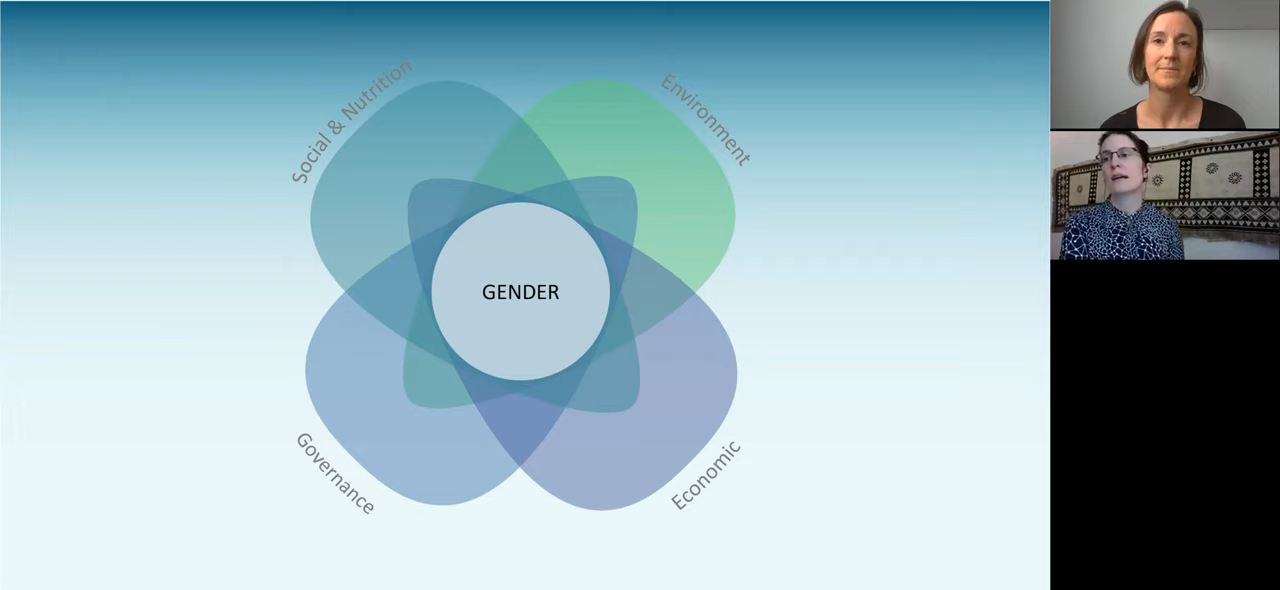 Social & Nutrition
Environment
GENDER
Governance
Economic